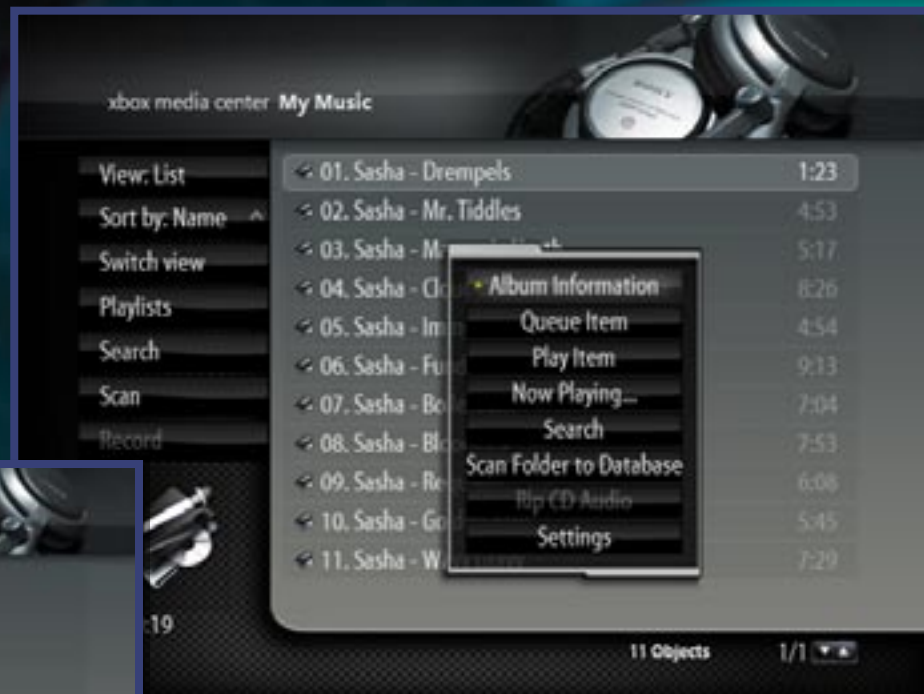 xbox media center My Music
View: List
Sort by: Name ^
Switch view
Playlists
Search
Scan
Record
01. Sasha - Drempels 1:23
02. Sasha - Mr. Tiddles 4:53
03. Sasha - 5:17
04. Sasha - 8:26
05. Sasha - 4:54
06. Sasha - 9:13
07. Sasha - 7:04
08. Sasha - 7:53
09. Sasha - 6:08
10. Sasha - 5:45
11. Sasha - 7:29
Album Information
Queue Item
Play Item
Now Playing...
Search
Scan Folder to Database
Rip CD Audio
Settings
:19
11 Objects 1/1